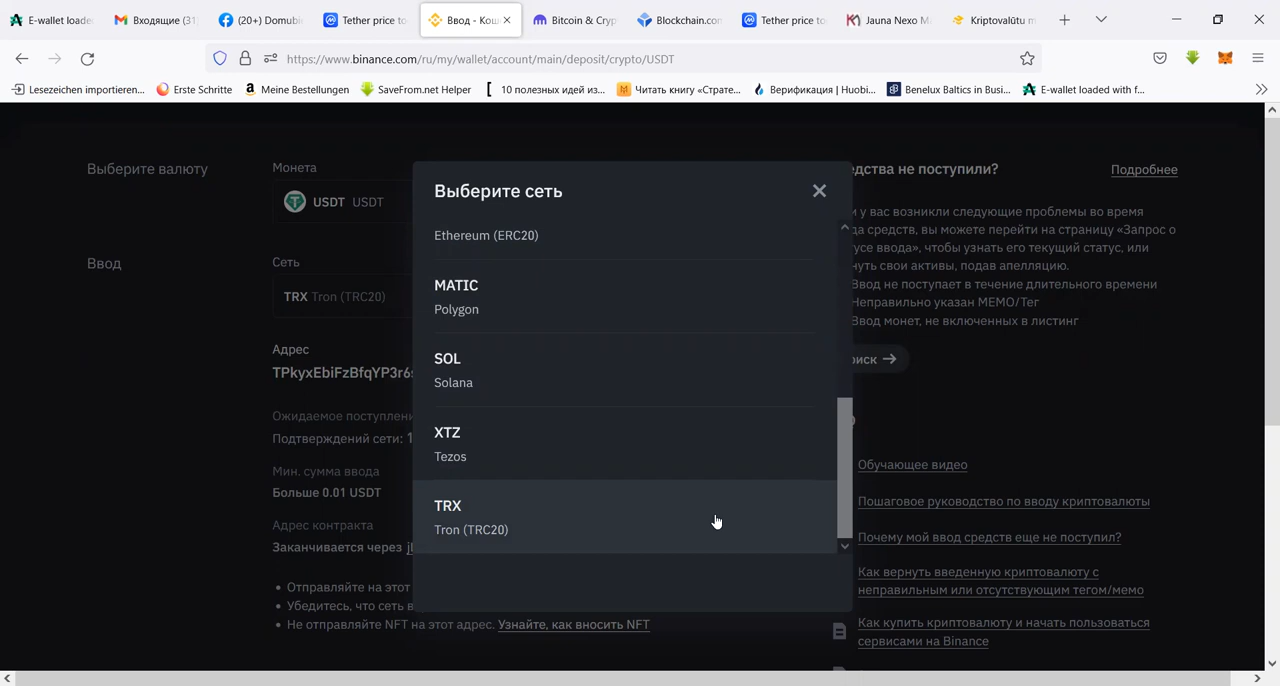 E-wallet loade
Входящие (31
(20+) Domub
Tether price to
Ввод - Кош
Bitcoin & Cryp
Blockchain.con
Tether price to
Jauna Nexo M
Kriptovalūtu m
https://www.binance.com/ru/my/wallet/account/main/deposit/crypto/USDT
Lesezeichen importieren...
Erste Schritte
Meine Bestellungen
SaveFrom.net Helper
10 полезных идей из...
Читать книгу «Страте...
Верификация | Huobi...
Benelux Baltics in Busi...
E-wallet loaded with f...
Выберите валюту
Монета
USDT USDT
Ввод
Сеть
TRX Tron (TRC20)
Адрес
TPkyxEbiFzBfqYP3r6
Ожидаемое поступлени
Подтверждений сети: 1
Мин. сумма ввода
Больше 0.01 USDT
Адрес контракта
Заканчивается через jl
• Отправляйте на этот
• Убедитесь, что сеть в
• Не отправляйте NFT на этот адрес. Узнайте, как вносить NFT
Выберите сеть
Ethereum (ERC20)
MATIC
Polygon
SOL
Solana
XTZ
Tezos
TRX
Tron (TRC20)
едства не поступили?
Подробнее
и у вас возникли следующие проблемы во время
да средств, вы можете перейти на страницу «Запрос о
тусе ввода», чтобы узнать его текущий статус, или
нуть свои активы, подав апелляцию.
Ввод не поступает в течение длительного времени
Неправильно указан МЕМО/Тег
Ввод монет, не включенных в листинг
оиск
Обучающее видео
Пошаговое руководство по вводу криптовалюты
Почему мой ввод средств еще не поступил?
Как вернуть введенную криптовалюту с
неправильным или отсутствующим тегом/мемо
Как купить криптовалюту и начать пользоваться
сервисами на Binance